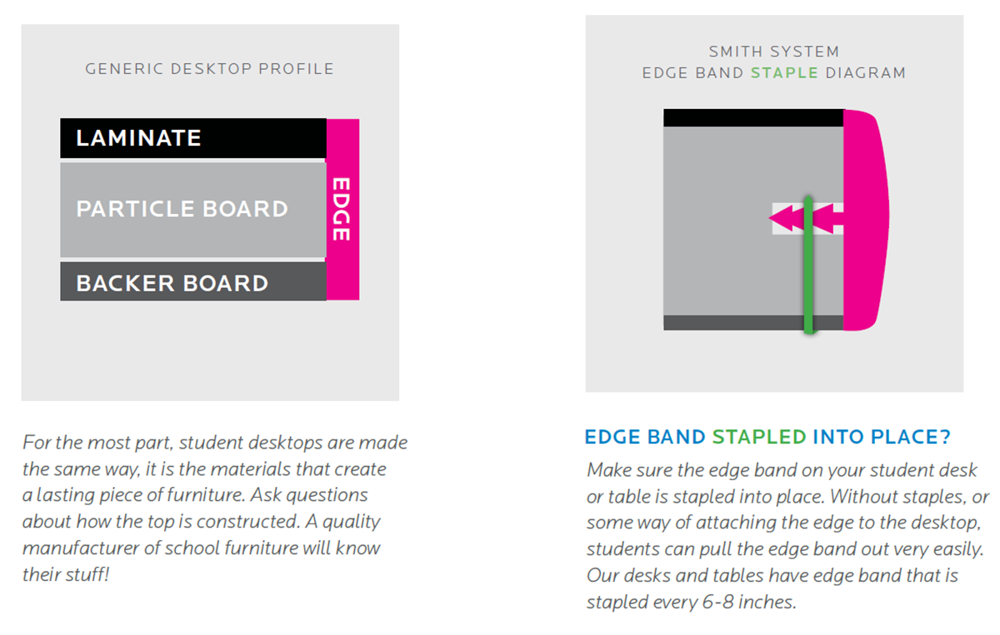 GENERIC DESKTOP PROFILE
LAMINATE
PARTICLE BOARD
BACKER BOARD
EDGE
For the most part, student desktops are made
the same way, it is the materials that create
a lasting piece of furniture. Ask questions
about how the top is constructed. A quality
manufacturer of school furniture will know
their stuff!
SMITH SYSTEM
EDGE BAND STAPLE DIAGRAM
EDGE BAND STAPLED INTO PLACE?
Make sure the edge band on your student desk
or table is stapled into place. Without staples, or
some way of attaching the edge to the desktop,
students can pull the edge band out very easily.
Our desks and tables have edge band that is
stapled every 6-8 inches.